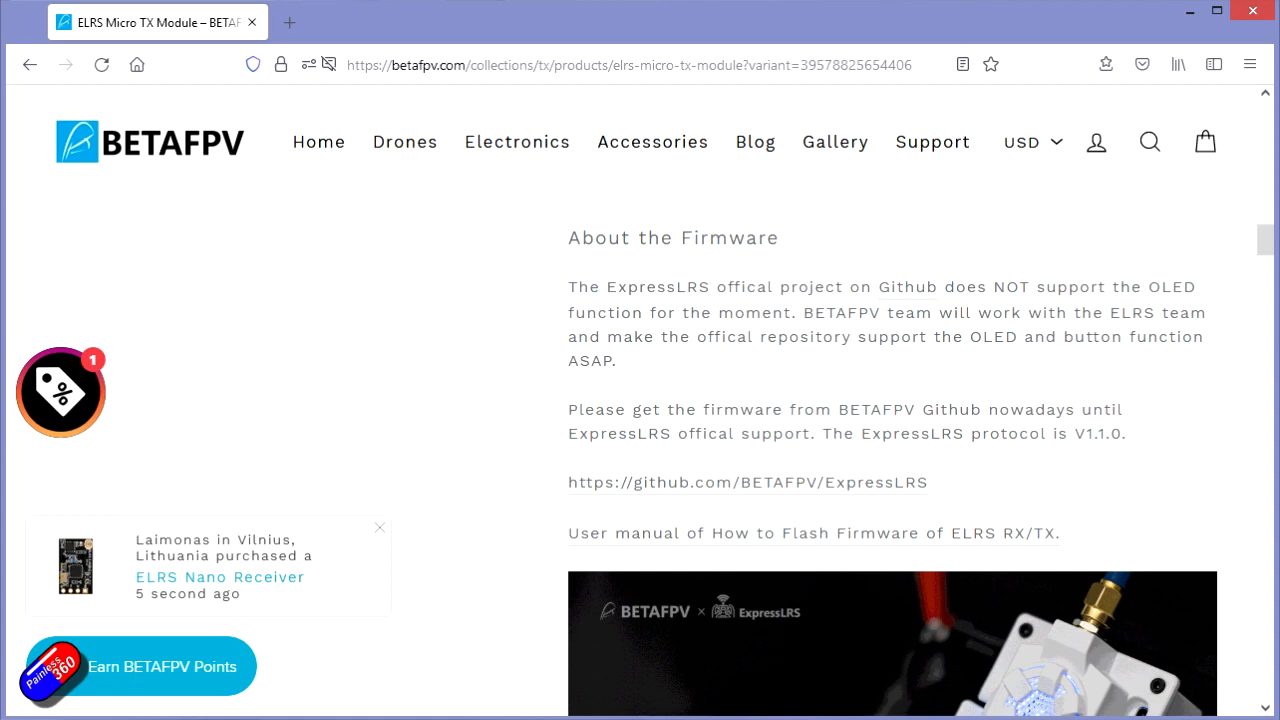 ELRS Micro TX Module – BETAF
https://betafpv.com/collections/tx/products/elrs-micro-tx-module?variant=39578825654406
BETAFPV
Home Drones Electronics Accessories Blog Gallery Support USD
About the Firmware
The ExpressLRS offical project on Github does NOT support the OLED
function for the moment. BETAFPV team will work with the ELRS team
and make the offical repository support the OLED and button function
ASAP.
Please get the firmware from BETAFPV Github nowadays until
ExpressLRS offical support. The ExpressLRS protocol is V1.1.0.
https://github.com/BETAFPV/ExpressLRS
User manual of How to Flash Firmware of ELRS RX/TX.
BETAFPV × ExpressLRS
1
%
Laimonas in Vilnius,
Lithuania purchased a
ELRS Nano Receiver
5 second ago
Earn BETAFPV Points
Painless
360